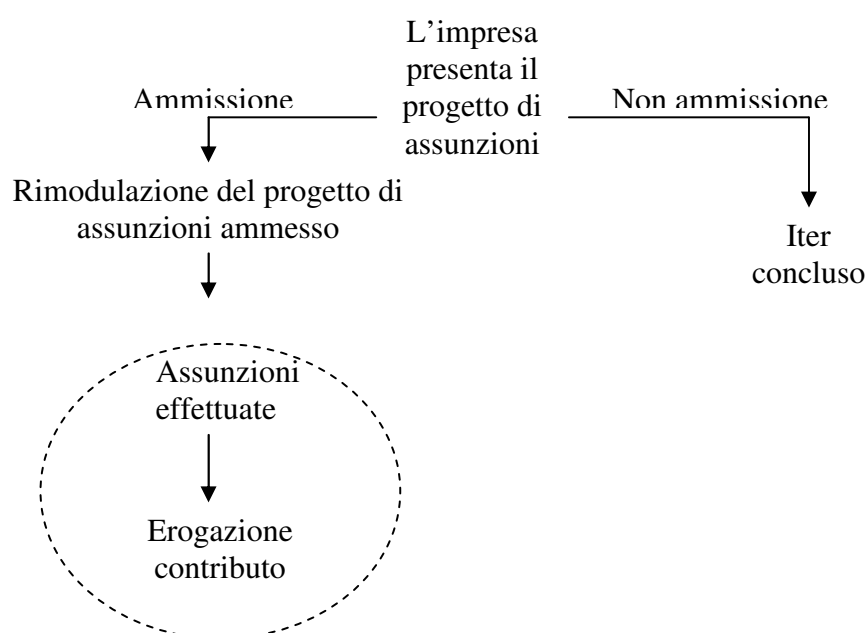 L’impresa
presenta il
progetto di
assunzioni
Ammissione
Non ammissione
Rimodulazione del progetto di
assunzioni ammesso
Iter
concluso
Assunzioni
effettuate
Erogazione
contributo